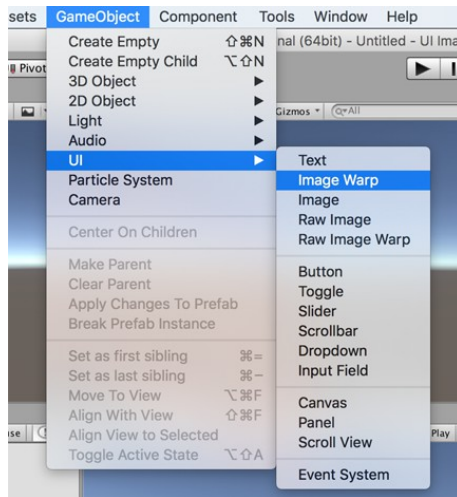 sets GameObject Component Tools Window Help
nal (64bit) - Untitled - UI Ima
Pivot
Gizmos All
Create Empty ⇧⌘N
Create Empty Child ⌥⇧N
3D Object ▶
2D Object ▶
Light ▶
Audio ▶
UI ▶
Particle System
Camera
Center On Children
Make Parent
Clear Parent
Apply Changes To Prefab
Break Prefab Instance
Set as first sibling ⌘=
Set as last sibling ⌘-
Move To View ⌥⌘F
Align With View ⇧⌘F
Align View to Selected
Toggle Active State ⌥⇧A
Text
Image Warp
Image
Raw Image
Raw Image Warp
Button
Toggle
Slider
Scrollbar
Dropdown
Input Field
Canvas
Panel
Scroll View
Event System
use
Play